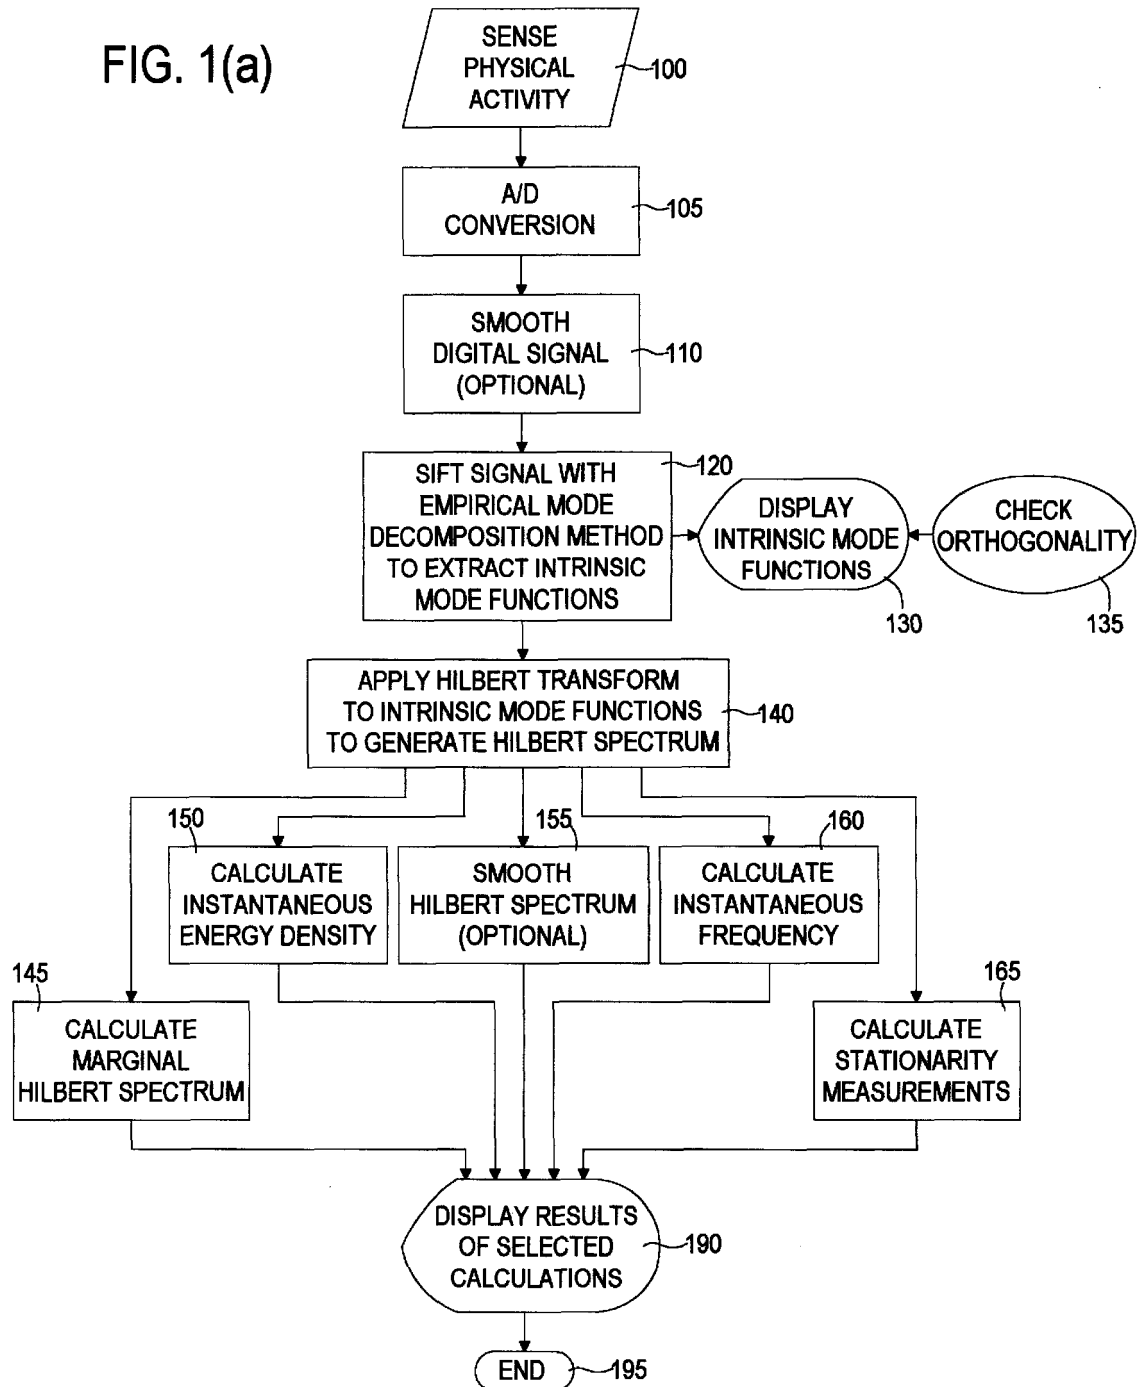 FIG. 1(a)
SENSE
PHYSICAL
ACTIVITY
100
A/D
CONVERSION
105
SMOOTH
DIGITAL SIGNAL
(OPTIONAL)
110
SIFT SIGNAL WITH
EMPIRICAL MODE
DECOMPOSITION METHOD
TO EXTRACT INTRINSIC
MODE FUNCTIONS
120
DISPLAY
INTRINSIC MODE
FUNCTIONS
130
CHECK
ORTHOGONALITY
135
APPLY HILBERT TRANSFORM
TO INTRINSIC MODE FUNCTIONS
TO GENERATE HILBERT SPECTRUM
140
150
CALCULATE
INSTANTANEOUS
ENERGY DENSITY
155
SMOOTH
HILBERT SPECTRUM
(OPTIONAL)
160
CALCULATE
INSTANTANEOUS
FREQUENCY
145
CALCULATE
MARGINAL
HILBERT SPECTRUM
165
CALCULATE
STATIONARITY
MEASUREMENTS
DISPLAY RESULTS
OF SELECTED
CALCULATIONS
190
END
195